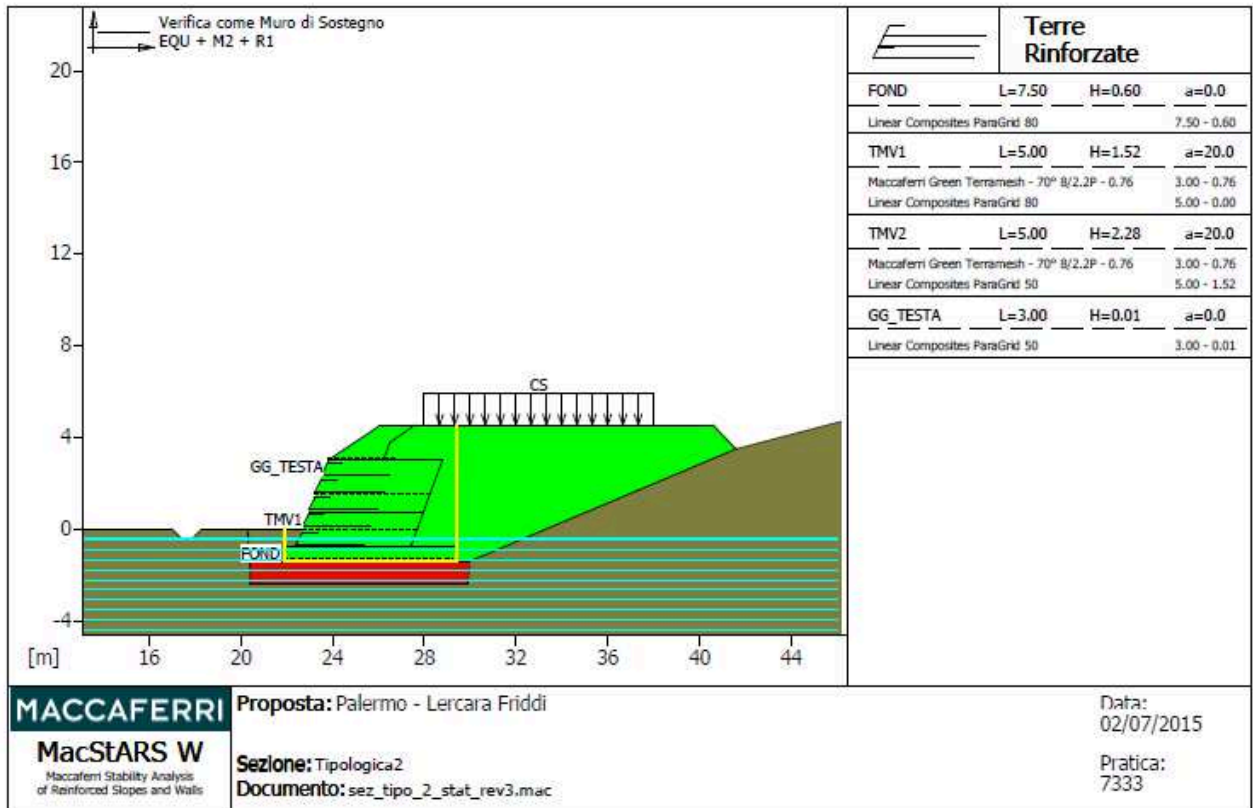 Verifica come Muro di Sostegno
EQU + M2 + R1
20
16
12
8
4
0
-4
[m]
16
20
24
28
32
36
40
44
CS
GG_TESTA
TMV1
FOND
Terre
Rinforzate
FOND L=7.50 H=0.60 a=0.0
Linear Composites ParaGrid 80 7.50 - 0.60
TMV1 L=5.00 H=1.52 a=20.0
Maccaferri Green Terramesh - 70° 8/2.2P - 0.76 3.00 - 0.76
Linear Composites ParaGrid 80 5.00 - 0.00
TMV2 L=5.00 H=2.28 a=20.0
Maccaferri Green Terramesh - 70° 8/2.2P - 0.76 3.00 - 0.76
Linear Composites ParaGrid 50 5.00 - 1.52
GG_TESTA L=3.00 H=0.01 a=0.0
Linear Composites ParaGrid 50 3.00 - 0.01
MACCAFERRI
MacStARS W
Maccaferri Stability Analysis
of Reinforced Slopes and Walls
Proposta: Palermo - Lercara Friddi
Sezione: Tipologica2
Documento: sez_tipo_2_stat_rev3.mac
Data:
02/07/2015
Pratica:
7333